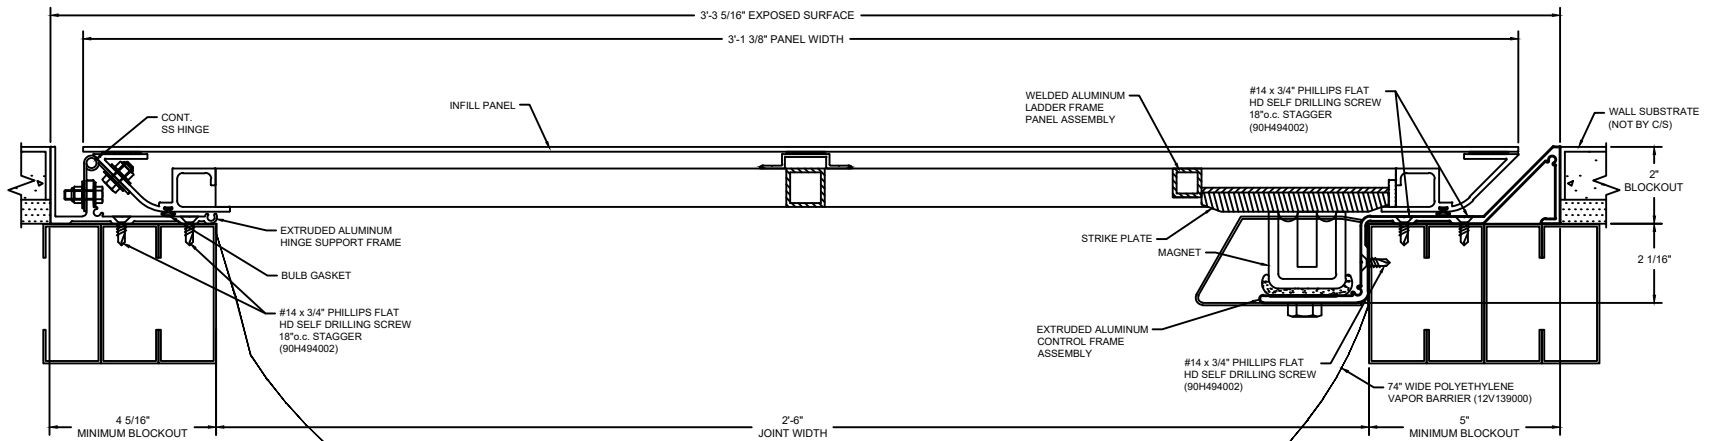 3'-3 5/16" EXPOSED SURFACE
3'-1 3/8" PANEL WIDTH
CONT.
SS HINGE
INFILL PANEL
WELDED ALUMINUM
LADDER FRAME
PANEL ASSEMBLY
#14 x 3/4" PHILLIPS FLAT
HD SELF DRILLING SCREW
18"o.c. STAGGER
(90H494002)
WALL SUBSTRATE
(NOT BY C/S)
2"
BLOCKOUT
EXTRUDED ALUMINUM
HINGE SUPPORT FRAME
STRIKE PLATE
MAGNET
2 1/16"
BULB GASKET
#14 x 3/4" PHILLIPS FLAT
HD SELF DRILLING SCREW
18"o.c. STAGGER
(90H494002)
EXTRUDED ALUMINUM
CONTROL FRAME
ASSEMBLY
#14 x 3/4" PHILLIPS FLAT
HD SELF DRILLING SCREW
(90H494002)
74" WIDE POLYETHYLENE
VAPOR BARRIER (12V139000)
4 5/16"
MINIMUM BLOCKOUT
2'-6"
JOINT WIDTH
5"
MINIMUM BLOCKOUT